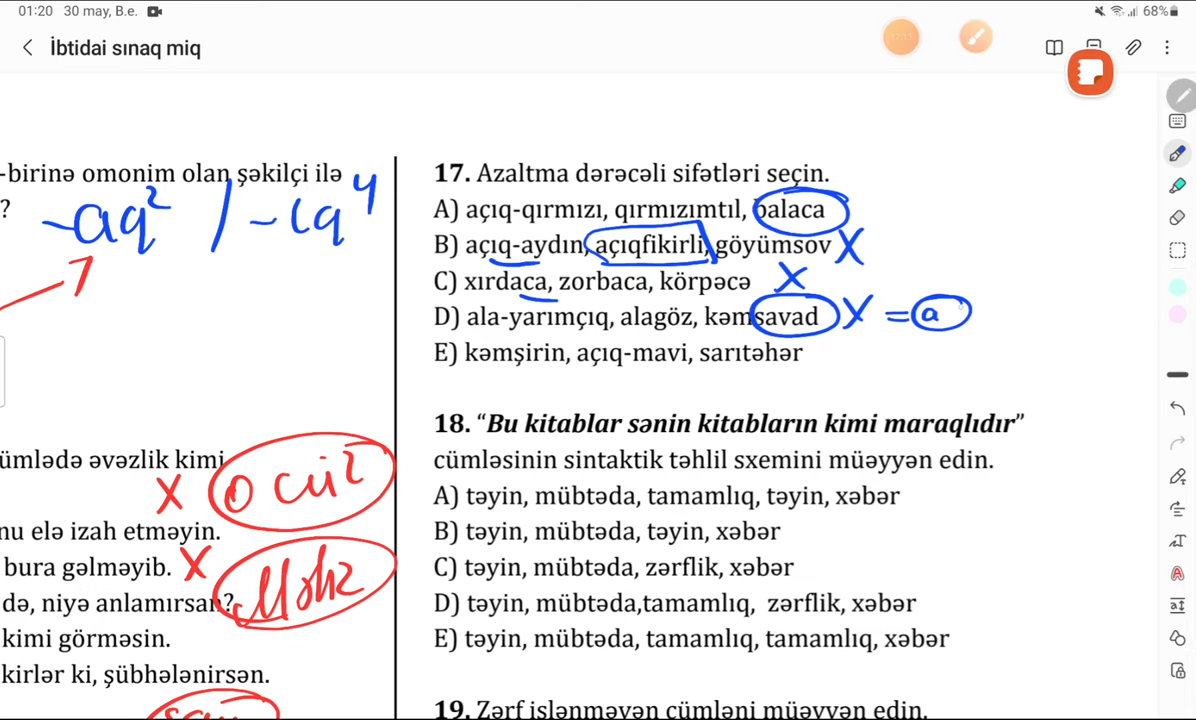 01:20 30 may, B.e.
68%
İbtidai sınaq miq
-birinə omonim olan şəkilçi ilə
?
-aq² / -ıq⁴
ümlədə əvəzlik kimi
X O cür
nu elə izah etməyin.
bura gəlməyib. X
Məhz
də, niyə anlamırsan?
kimi görməsin.
kirlər ki, şübhələnirsən.
17. Azaltma dərəcəli sifətləri seçin.
A) açıq-qırmızı, qırmızımtıl, balaca
B) açıq-aydın, açıqfikirli, göyümsov X
C) xırdaca, zorbaca, körpəcə X
D) ala-yarımçıq, alagöz, kəmsavad X = a
E) kəmşirin, açıq-mavi, sarıtəhər
18. “Bu kitablar sənin kitabların kimi maraqlıdır”
cümləsinin sintaktik təhlil sxemini müəyyən edin.
A) təyin, mübtəda, tamamlıq, təyin, xəbər
B) təyin, mübtəda, təyin, xəbər
C) təyin, mübtəda, zərflik, xəbər
D) təyin, mübtəda,tamamlıq, zərflik, xəbər
E) təyin, mübtəda, tamamlıq, tamamlıq, xəbər
19. Zərf işlənməyən cümləni müəyyən edin.